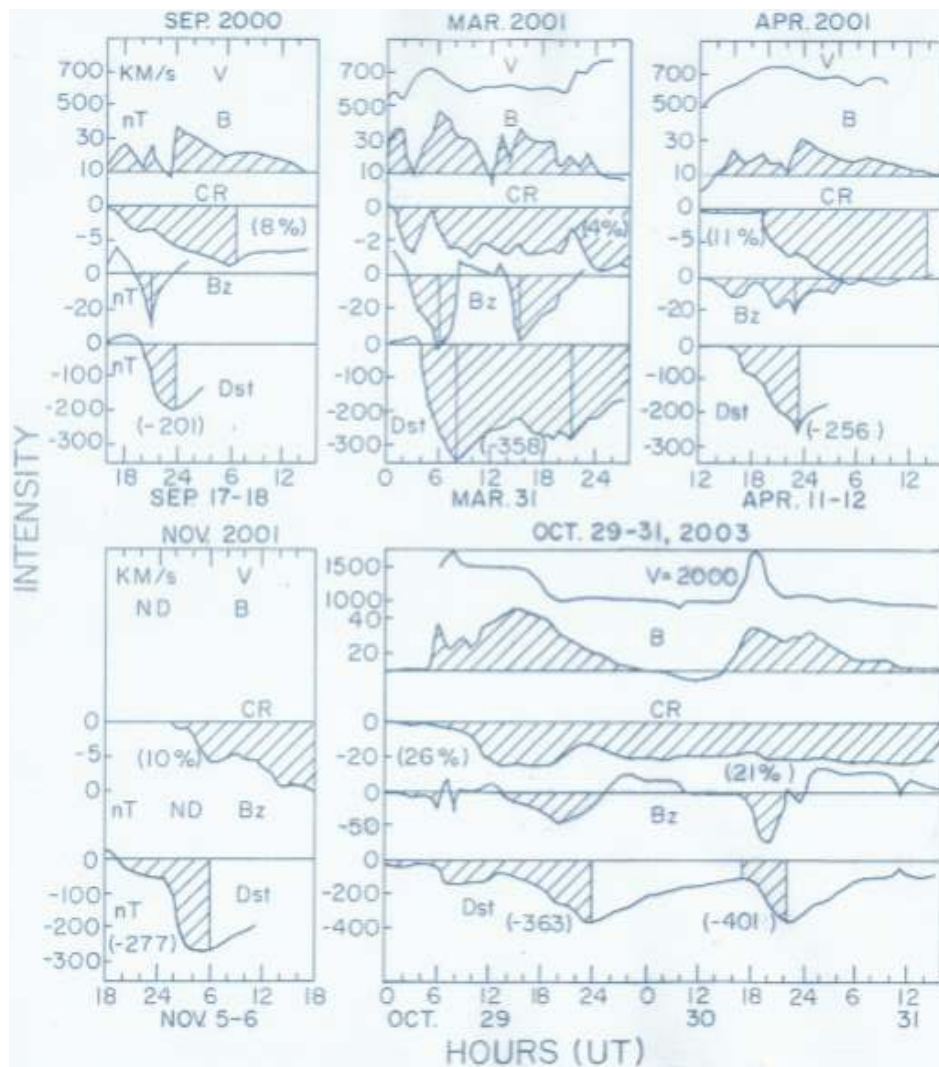 SEP. 2000
700
KM/s V
500
nT B
30
10
CR
0
(8%)
-5
0
nT Bz
-20
0
nT
-100
Dst
-200
(-201)
-300
18 24 6 12
SEP. 17-18
MAR. 2001
700 V
500
B
30
10
CR
0
(4%)
-2
0
Bz
-20
0
-100
-200
Dst
-300 (-358)
0 6 12 18 24
MAR. 31
APR. 2001
700 V
500
B
30
10
CR
0
-5 (11%)
0
-20
Bz
0
-100
-200
Dst
(-256)
-300
12 18 24 6 12
APR. 11-12
INTENSITY
NOV. 2001
KM/s V
ND B
CR
0
-5
(10%)
0
nT ND Bz
0
-100
nT Dst
-200
(-277)
-300
18 24 6 12 18
NOV. 5-6
OCT. 29-31, 2003
1500
V=2000
1000
40
B
20
CR
0
-20
(26%)
(21%)
0
Bz
-50
0
-200
Dst (-363) (-401)
-400
0 6 12 18 24 0 12 18 24 6
OCT. 29 30 31
HOURS (UT)